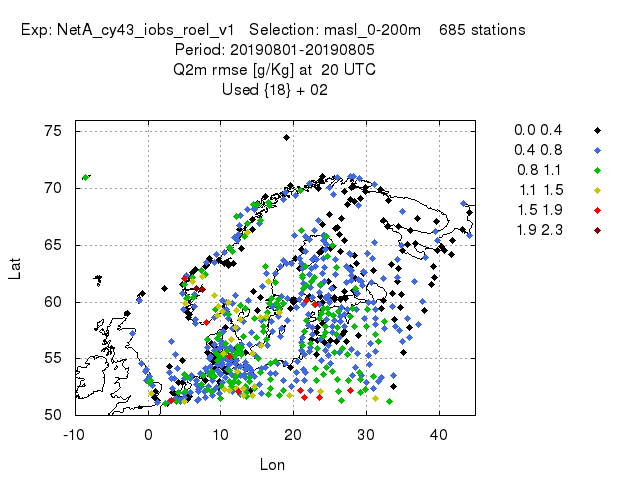 Exp: NetA_cy43_iobs_roel_v1   Selection: masl_0-200m    685 stations
Period: 20190801-20190805
Q2m rmse [g/Kg] at  20 UTC
Used {18} + 02
75
70
65
60
55
50
Lat
-10 0 10 20 30 40
Lon
0.0 0.4
0.4 0.8
0.8 1.1
1.1 1.5
1.5 1.9
1.9 2.3